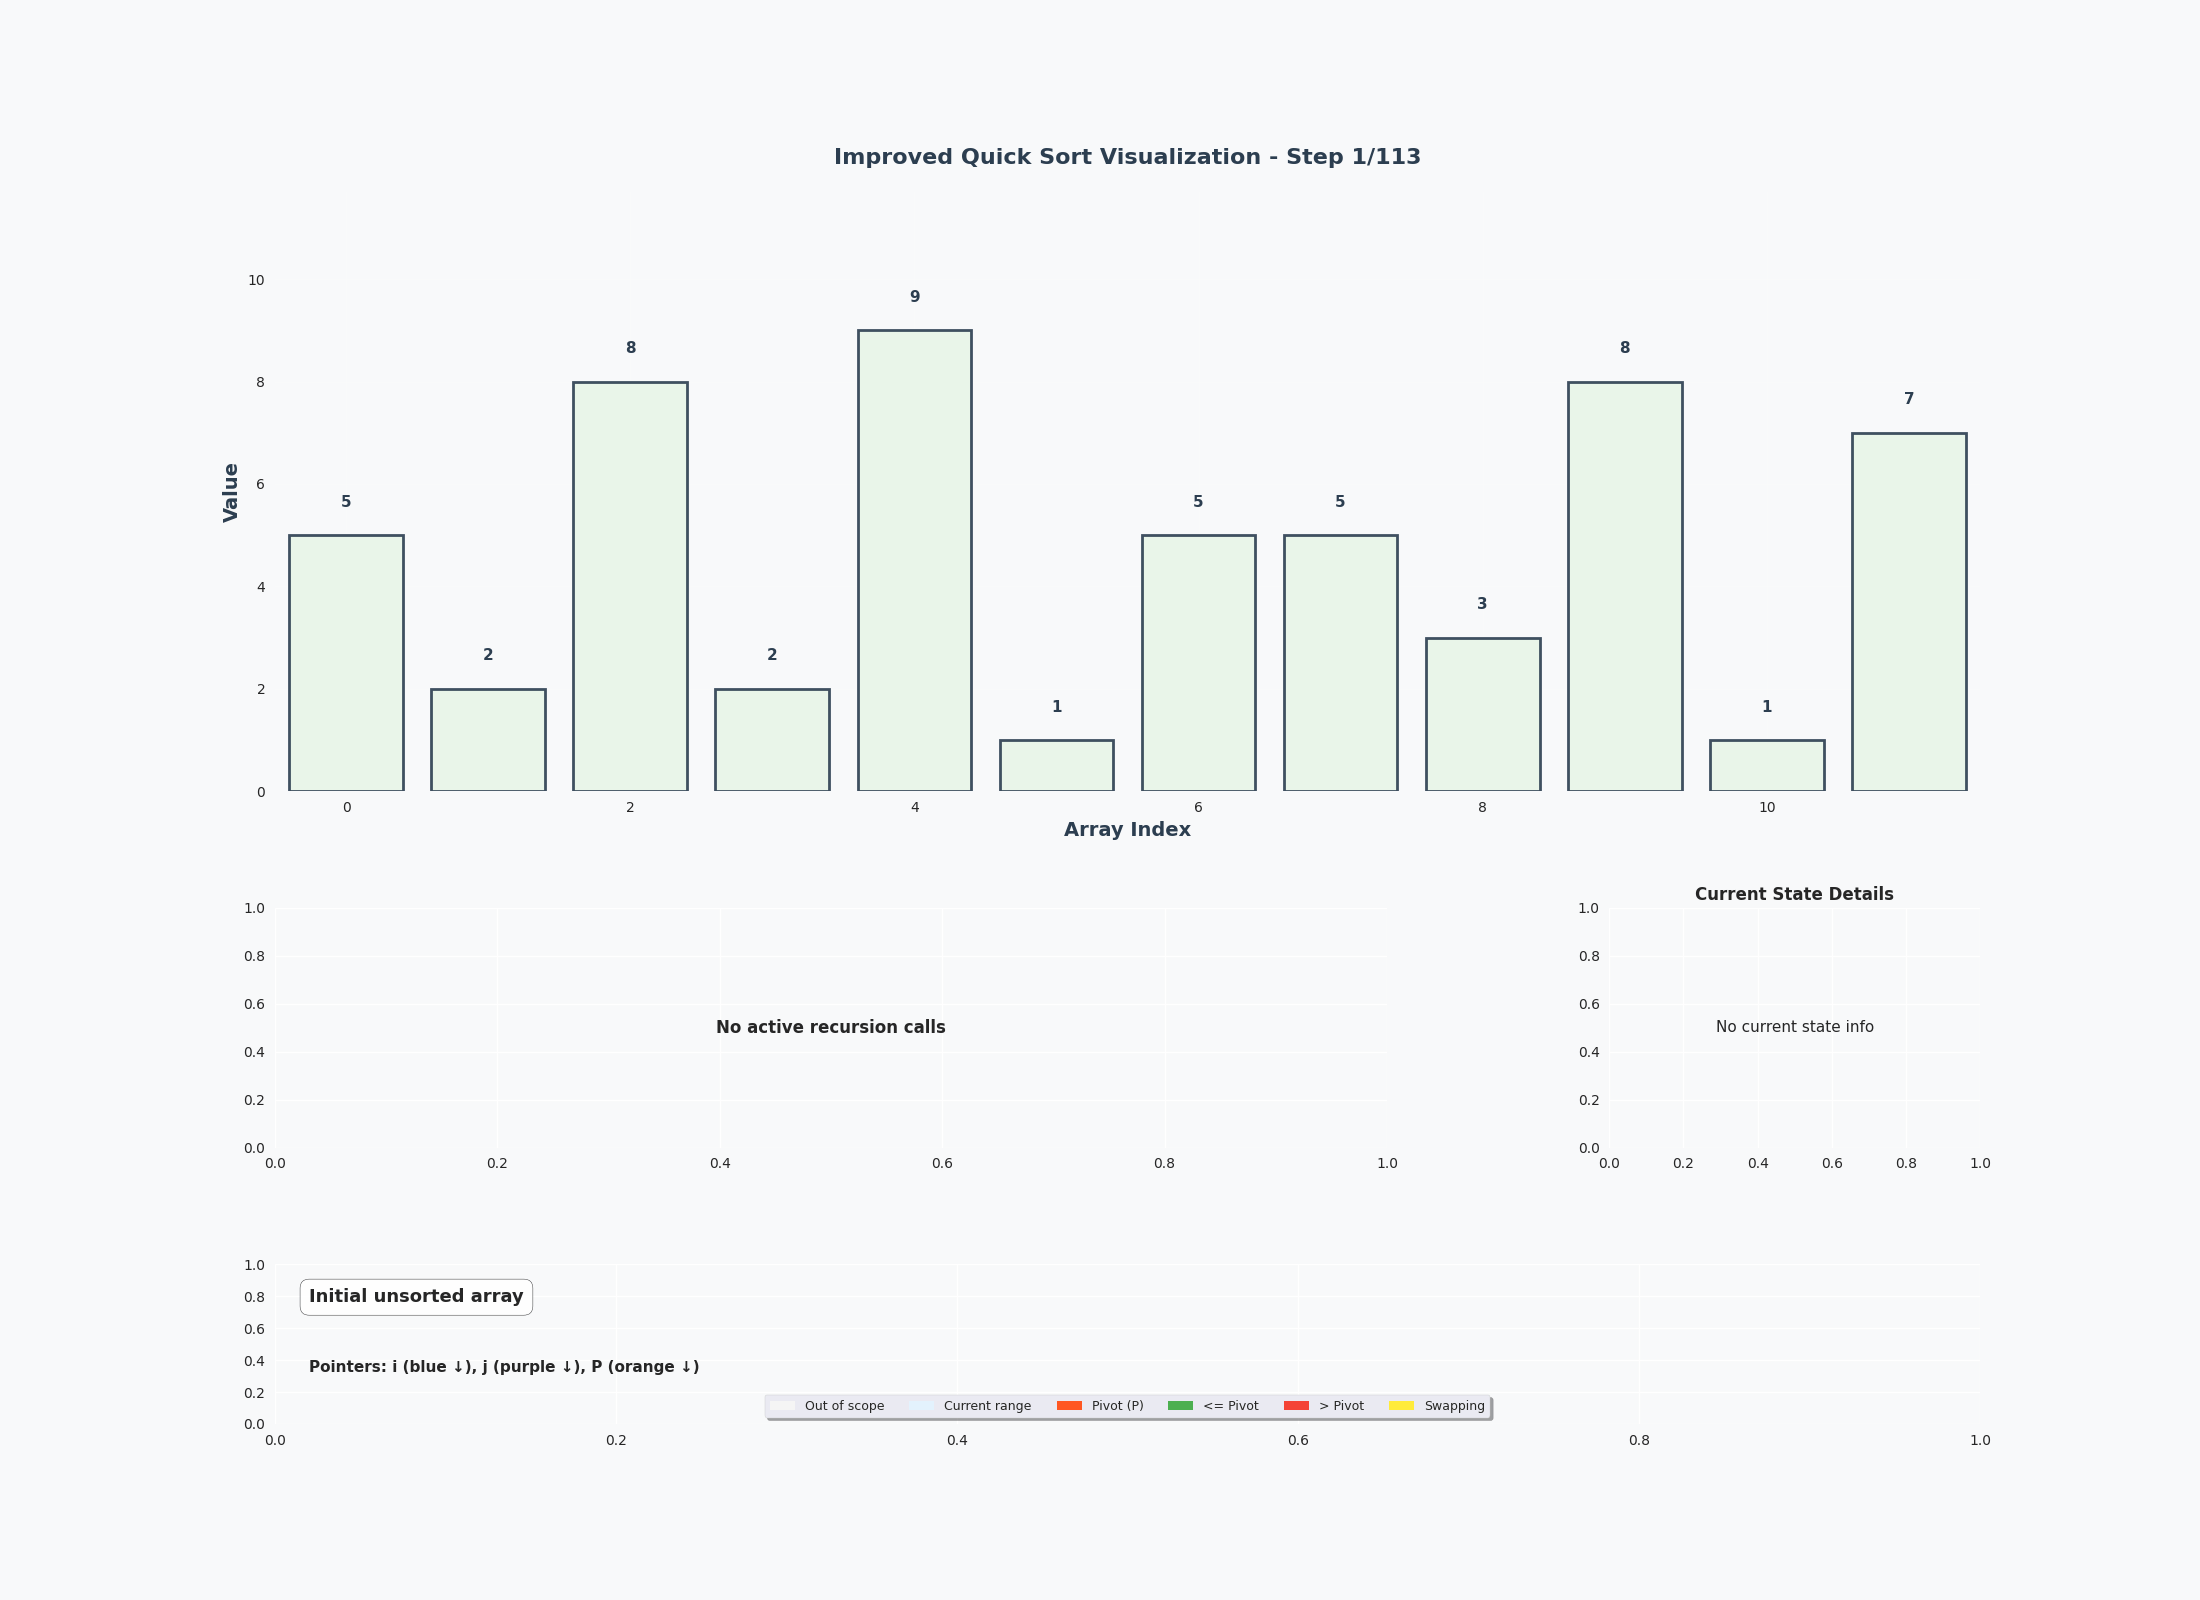 Improved Quick Sort Visualization - Step 1/113
10
9
8
8
8
7
6
5
5
5
4
3
2
2
2
1
1
0
Value
0 2 4 6 8 10
Array Index
Current State Details
1.0
0.8
0.6
0.4
0.2
0.0
No active recursion calls
0.0 0.2 0.4 0.6 0.8 1.0
1.0
0.8
0.6
0.4
0.2
0.0
No current state info
0.0 0.2 0.4 0.6 0.8 1.0
1.0
0.8
0.6
0.4
0.2
0.0
Initial unsorted array
Pointers: i (blue ↓), j (purple ↓), P (orange ↓)
Out of scope Current range Pivot (P) <= Pivot > Pivot Swapping
0.0 0.2 0.4 0.6 0.8 1.0